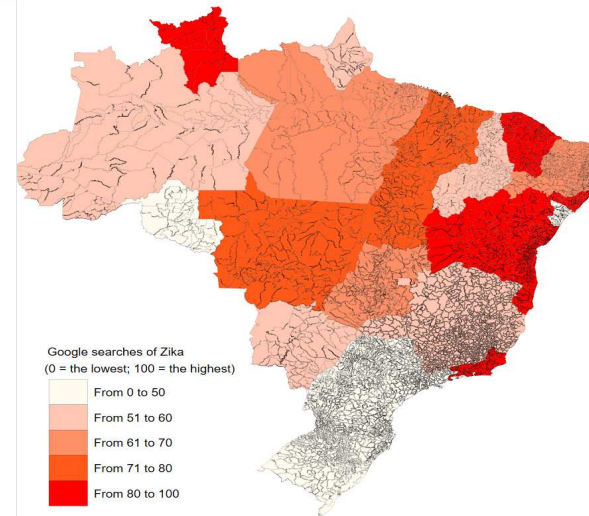 Google searches of Zika
(0 = the lowest; 100 = the highest)
From 0 to 50
From 51 to 60
From 61 to 70
From 71 to 80
From 80 to 100